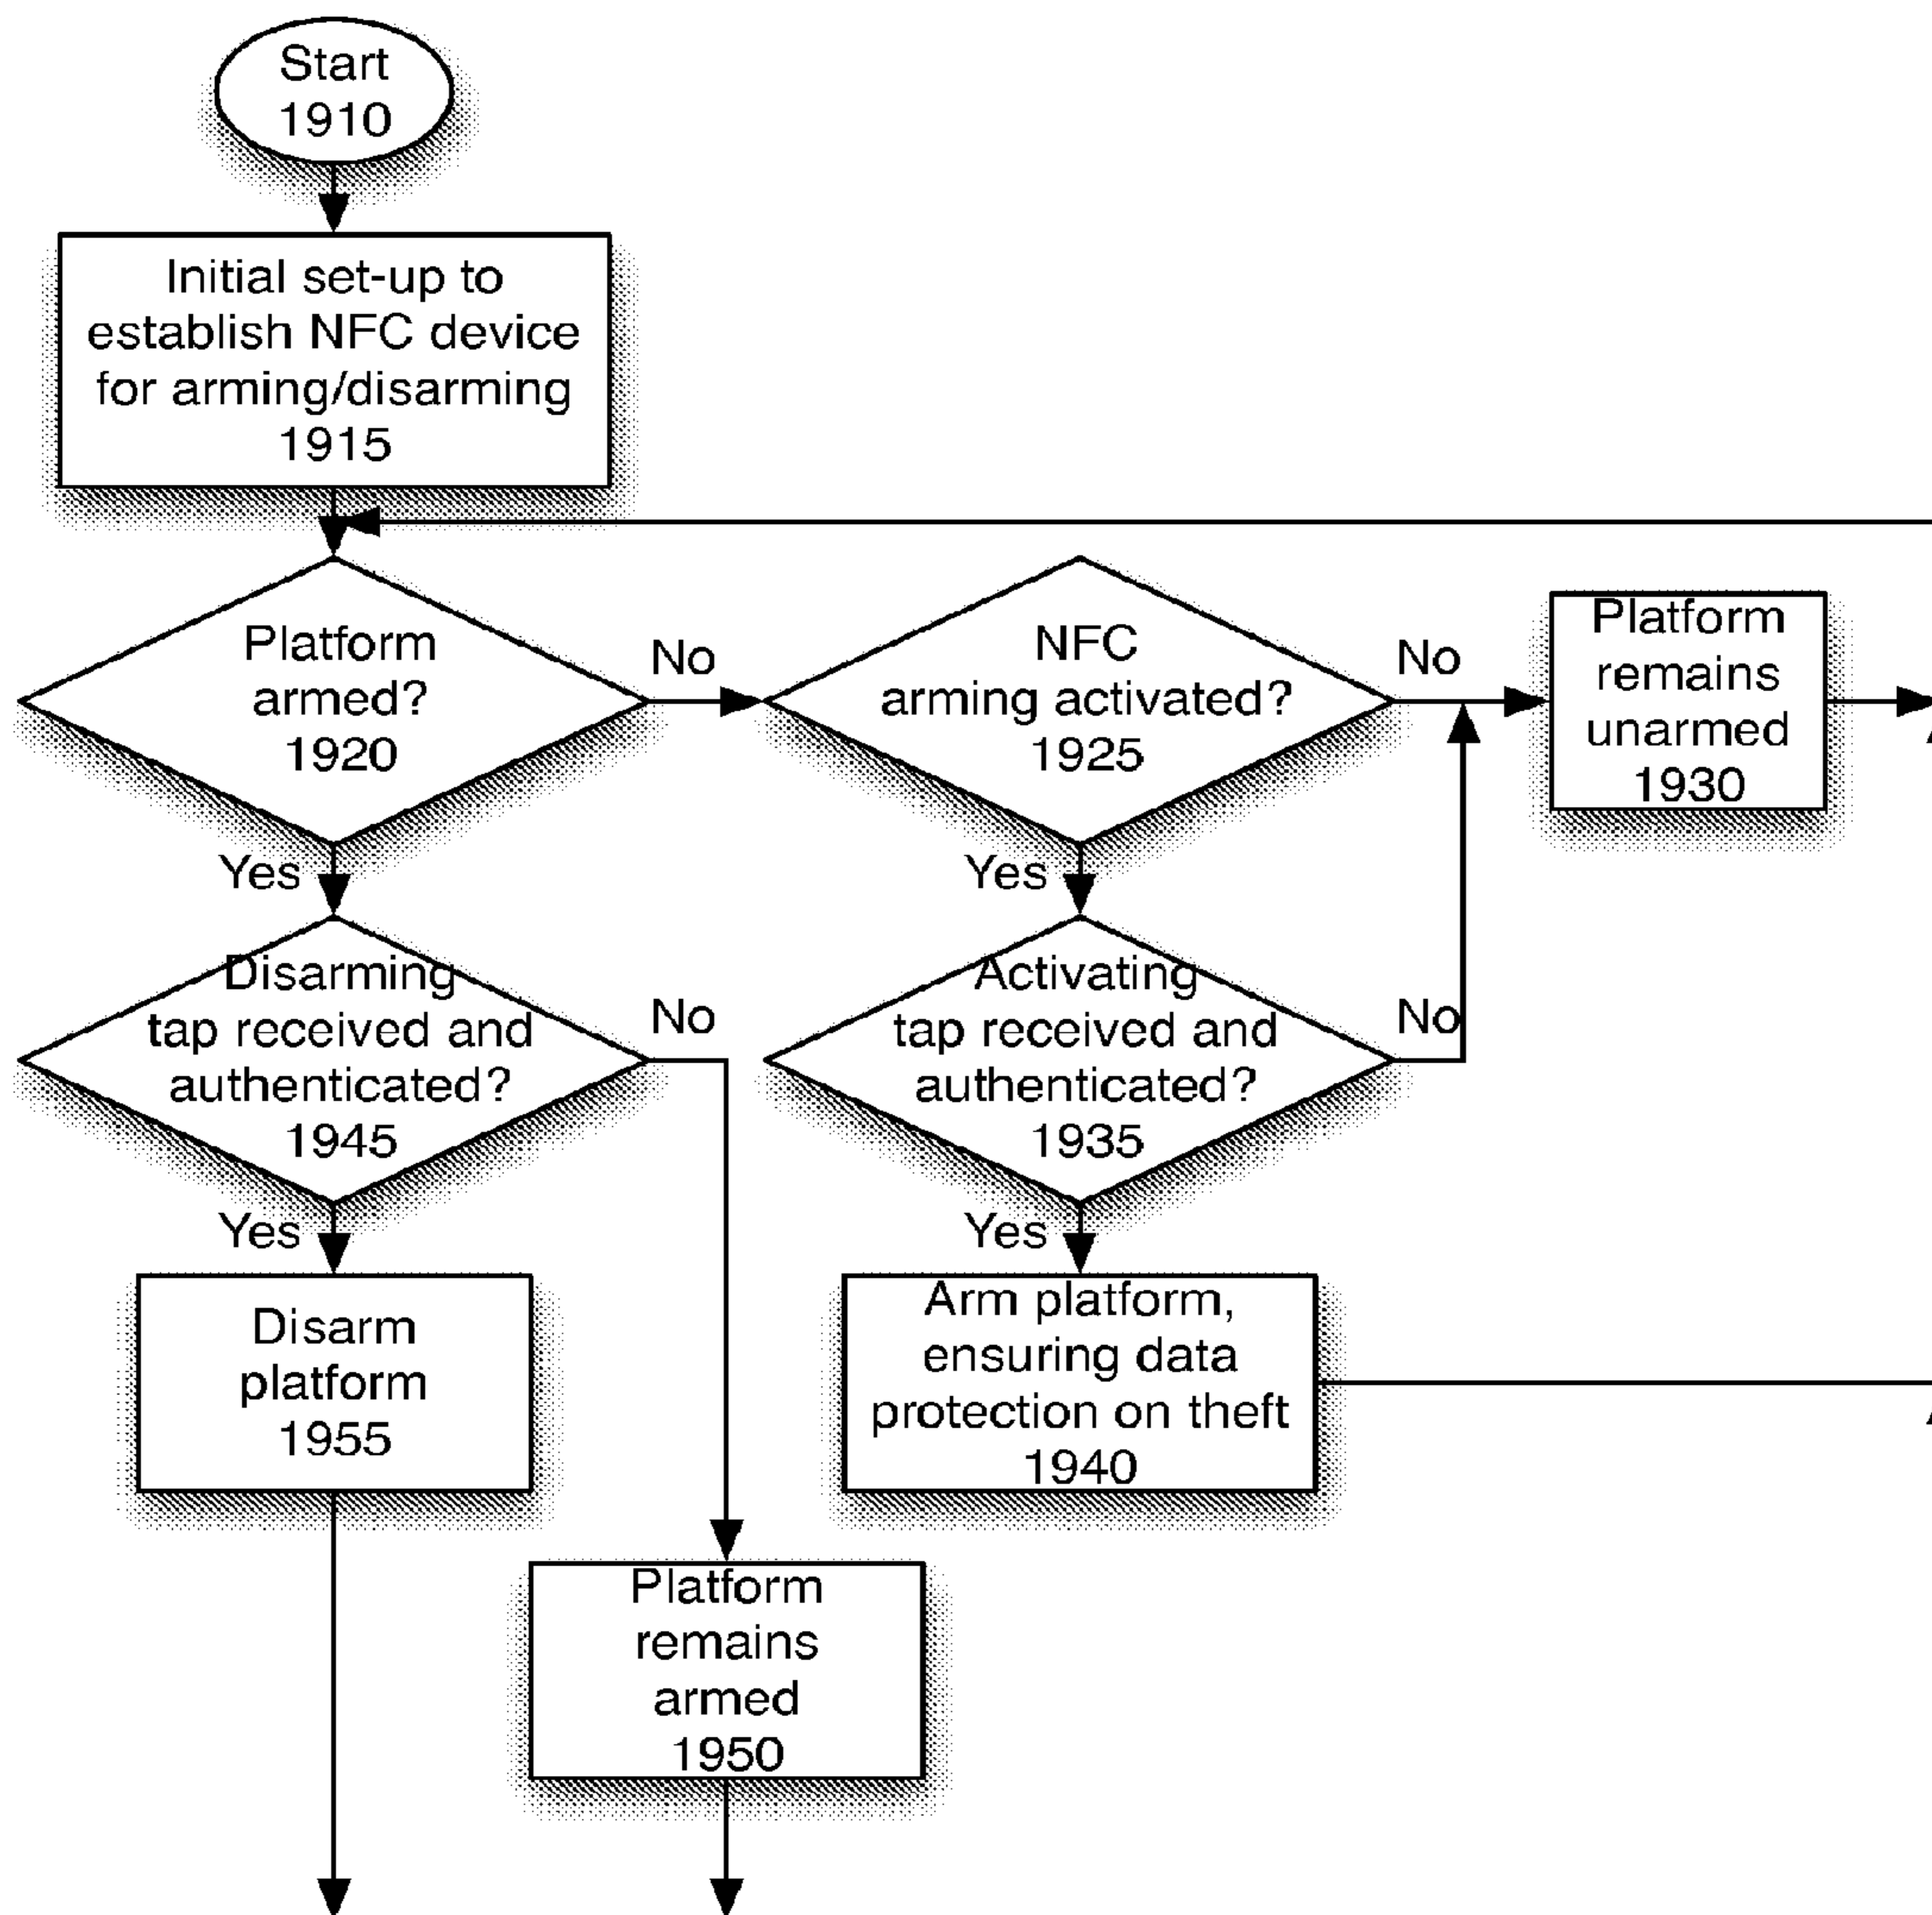 Start
1910
Initial set-up to
establish NFC device
for arming/disarming
1915
Platform
armed?
1920
No
NFC
arming activated?
1925
No
Platform
remains
unarmed
1930
Yes
Yes
Disarming
tap received and
authenticated?
1945
No
Activating
tap received and
authenticated?
1935
No
Yes
Yes
Disarm
platform
1955
Arm platform,
ensuring data
protection on theft
1940
Platform
remains
armed
1950